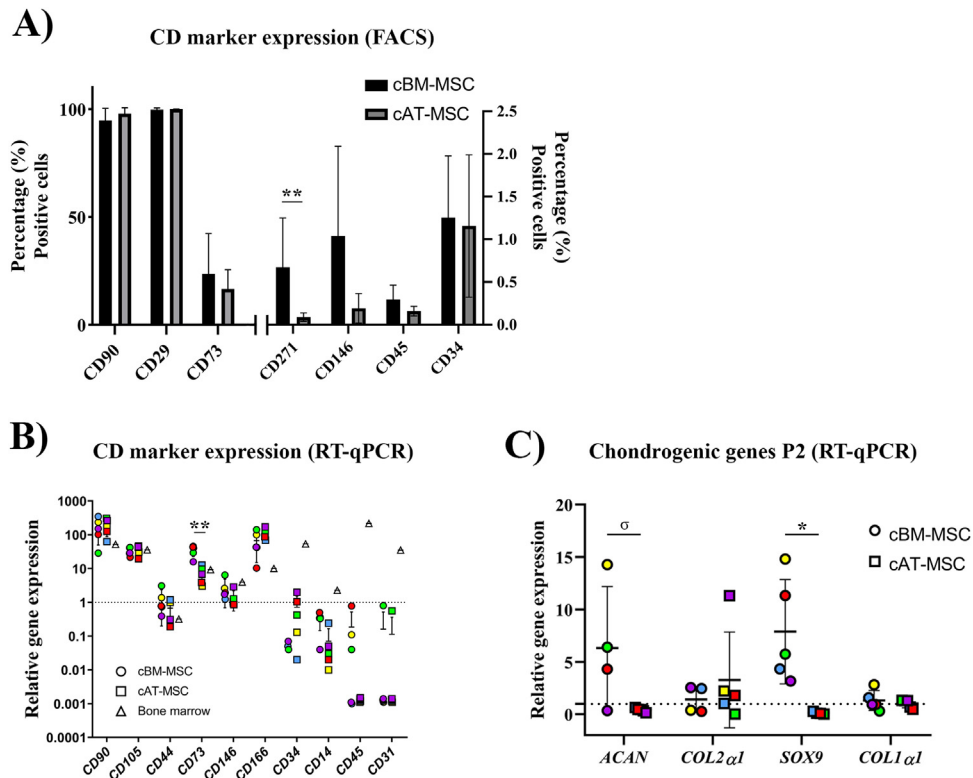 A)
CD marker expression (FACS)
cBM-MSC
cAT-MSC
Percentage (%)
Positive cells
100
50
0
2.5
2.0
1.5
1.0
0.5
0.0
Percentage (%)
Positive cells
**
CD90
CD29
CD73
CD271
CD146
CD45
CD34
B)
CD marker expression (RT-qPCR)
Relative gene expression
1000
100
10
1
0.1
0.01
0.001
0.0001
**
cBM-MSC
cAT-MSC
Bone marrow
CD90
CD105
CD44
CD73
CD146
CD166
CD34
CD14
CD45
CD31
C)
Chondrogenic genes P2 (RT-qPCR)
Relative gene expression
20
15
10
5
0
σ
*
cBM-MSC
cAT-MSC
ACAN
COL2α1
SOX9
COL1α1